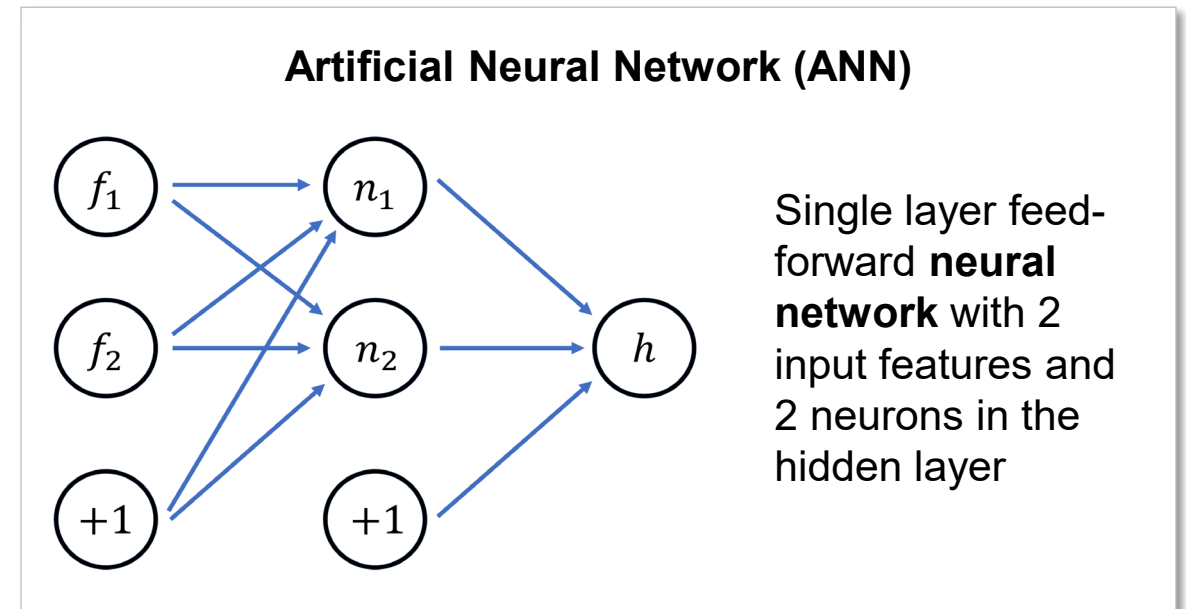 Artificial Neural Network (ANN)
f₁
n₁
f₂
n₂
h
+1
+1
Single layer feed-
forward neural
network with 2
input features and
2 neurons in the
hidden layer